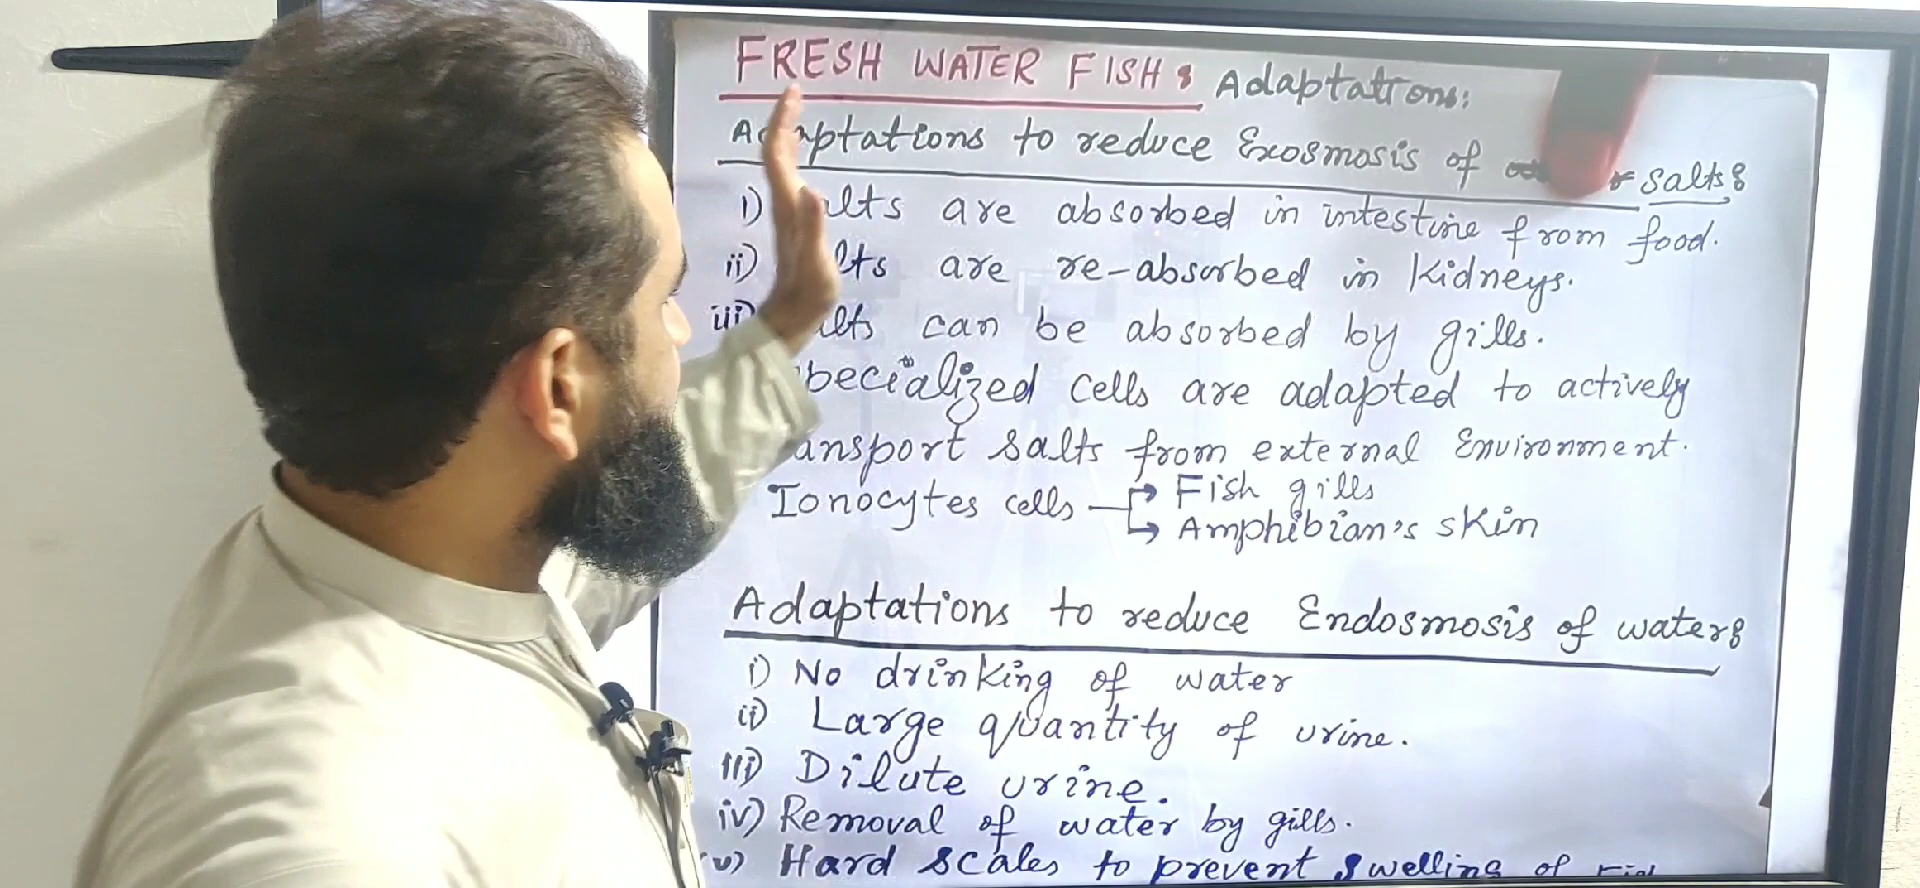 FRESH WATER FISH : Adaptations:
Adaptations to reduce Exosmosis of salts:
i) Salts are absorbed in intestine from food.
ii) Salts are re-absorbed in kidneys.
iii) Salts can be absorbed by gills.
Specialized cells are adapted to actively
transport salts from external Environment.
Ionocytes cells → Fish gills
→ Amphibian's skin
Adaptations to reduce Endosmosis of water:
i) No drinking of water
ii) Large quantity of urine.
iii) Dilute urine.
iv) Removal of water by gills.
v) Hard scales to prevent swelling of